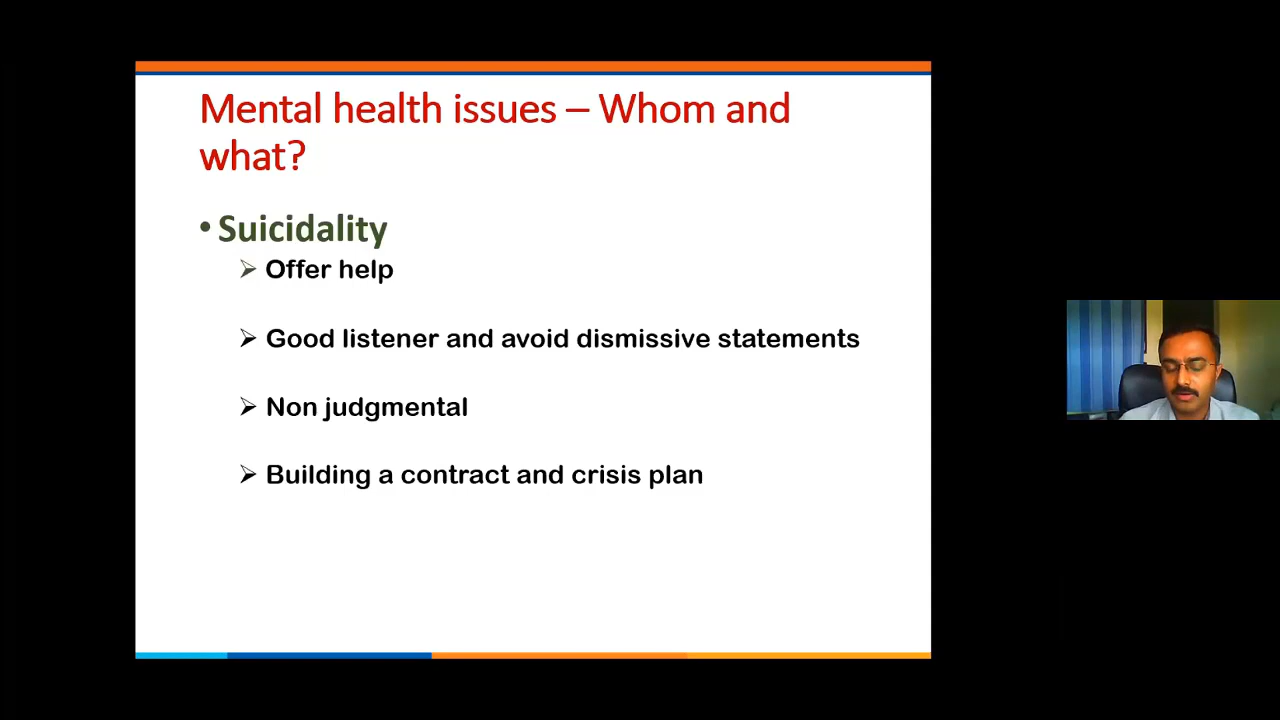 Mental health issues – Whom and
what?
• Suicidality
➢ Offer help
➢ Good listener and avoid dismissive statements
➢ Non judgmental
➢ Building a contract and crisis plan